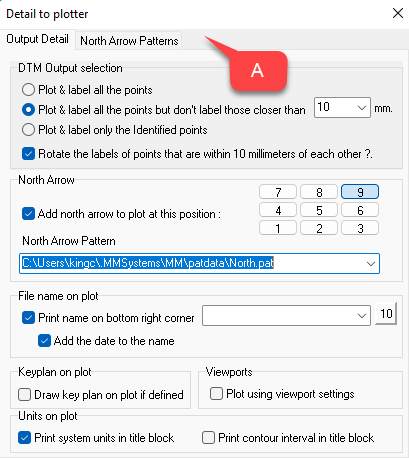 Detail to plotter
Output Detail North Arrow Patterns
A
DTM Output selection
Plot & label all the points
Plot & label all the points but don't label those closer than 10 mm.
Plot & label only the Identified points
Rotate the labels of points that are within 10 millimeters of each other ?.
North Arrow
7 8 9
Add north arrow to plot at this position : 4 5 6
1 2 3
North Arrow Pattern
C:\Users\kingc\.MMSystems\MM\patdata\North.pat
File name on plot
Print name on bottom right corner 10
Add the date to the name
Keyplan on plot Viewports
Draw key plan on plot if defined Plot using viewport settings
Units on plot
Print system units in title block Print contour interval in title block